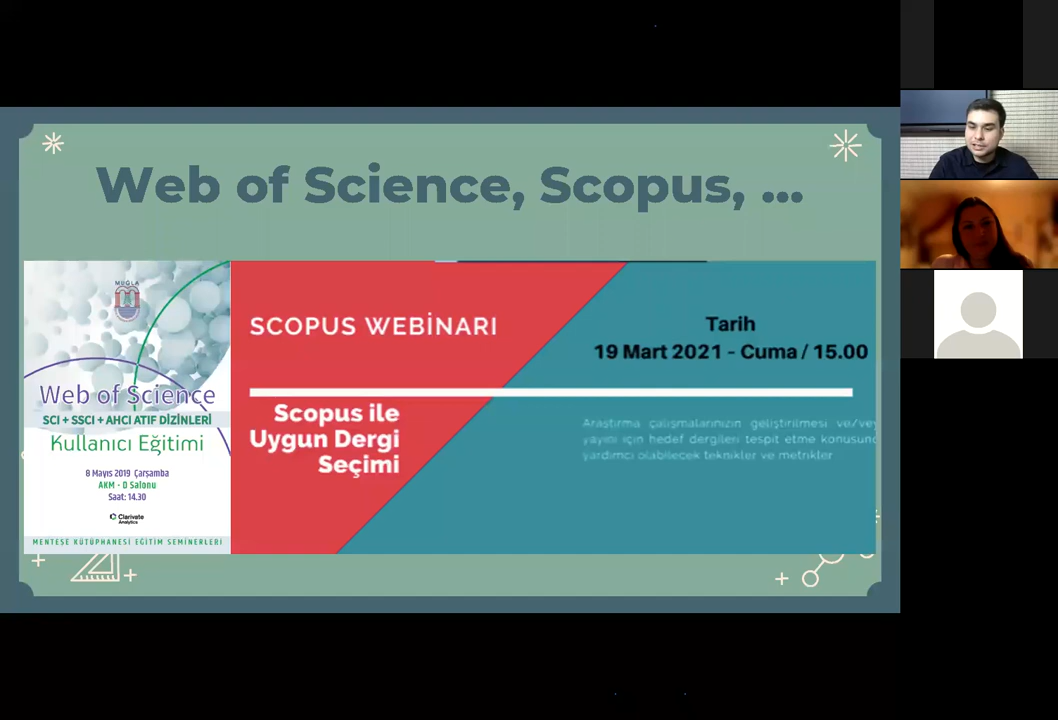 Web of Science, Scopus, ...
MUĞLA
Web of Science
SCI + SSCI + AHCI ATIF DİZİNLERİ
Kullanıcı Eğitimi
8 Mayıs 2019 Çarşamba
AKM - D Salonu
Saat: 14.30
Clarivate
Analytics
MENTEŞE KÜTÜPHANESİ EĞİTİM SEMİNERLERİ
SCOPUS WEBİNARI
Scopus ile
Uygun Dergi
Seçimi
Tarih
19 Mart 2021 - Cuma / 15.00
Araştırma çalışmalarınızın geliştirilmesi ve/vey
yayını için hedef dergileri tespit etme konusund
yardımcı olabilecek teknikler ve metrikler